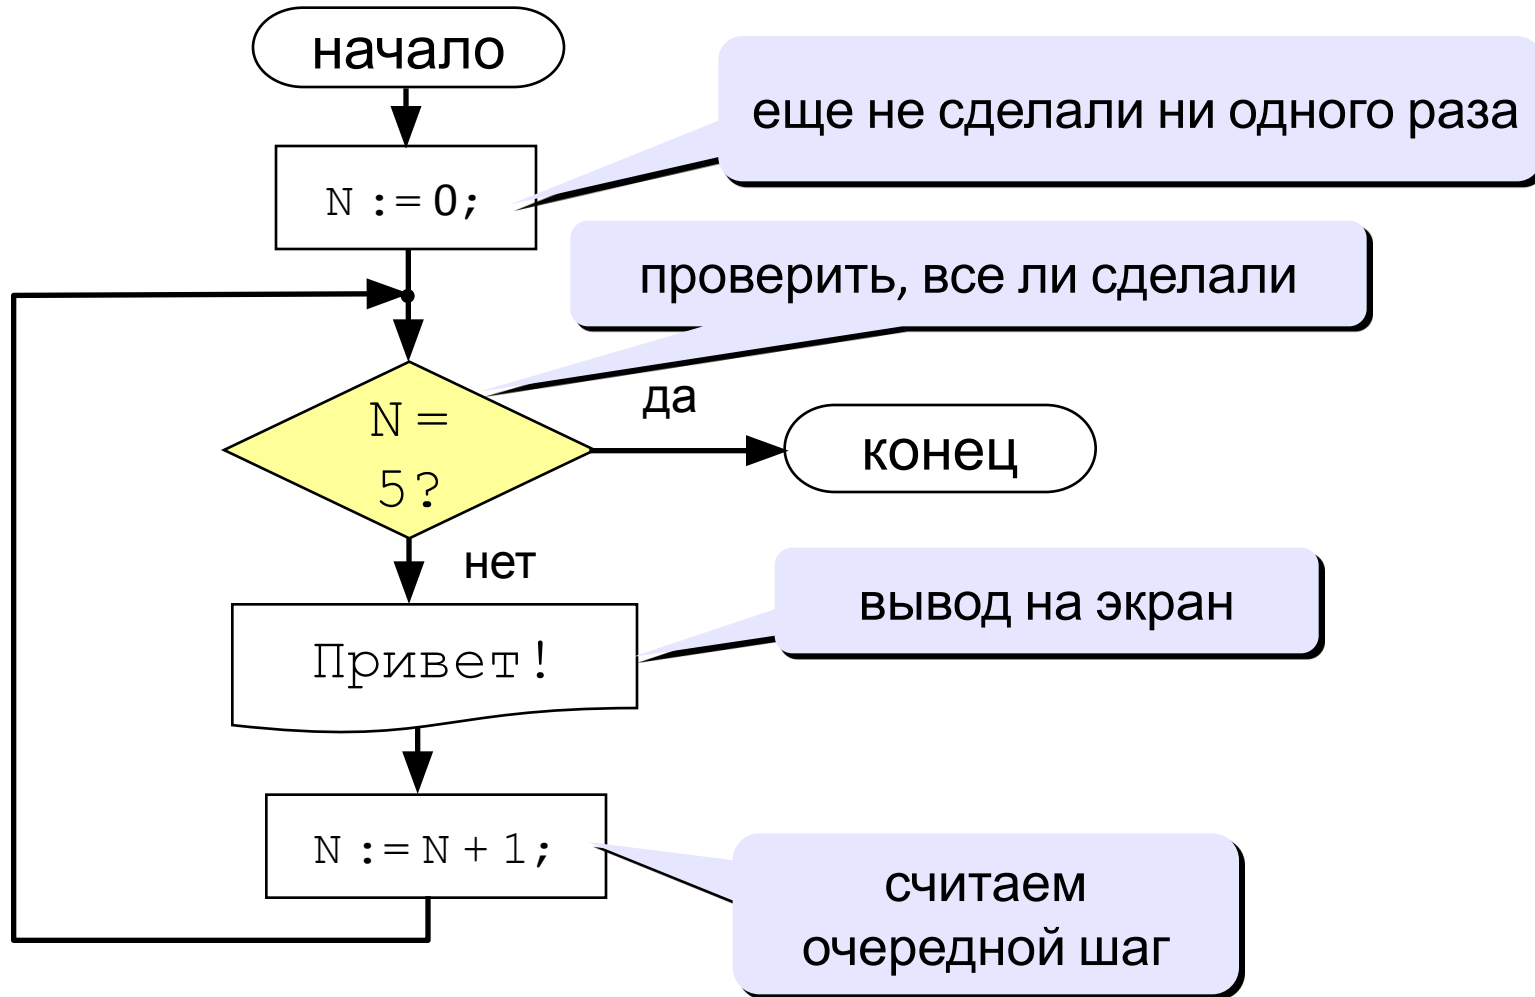 начало
еще не сделали ни одного раза
N := 0;
проверить, все ли сделали
N =
5?
да
конец
нет
вывод на экран
Привет!
N := N + 1;
считаем
очередной шаг